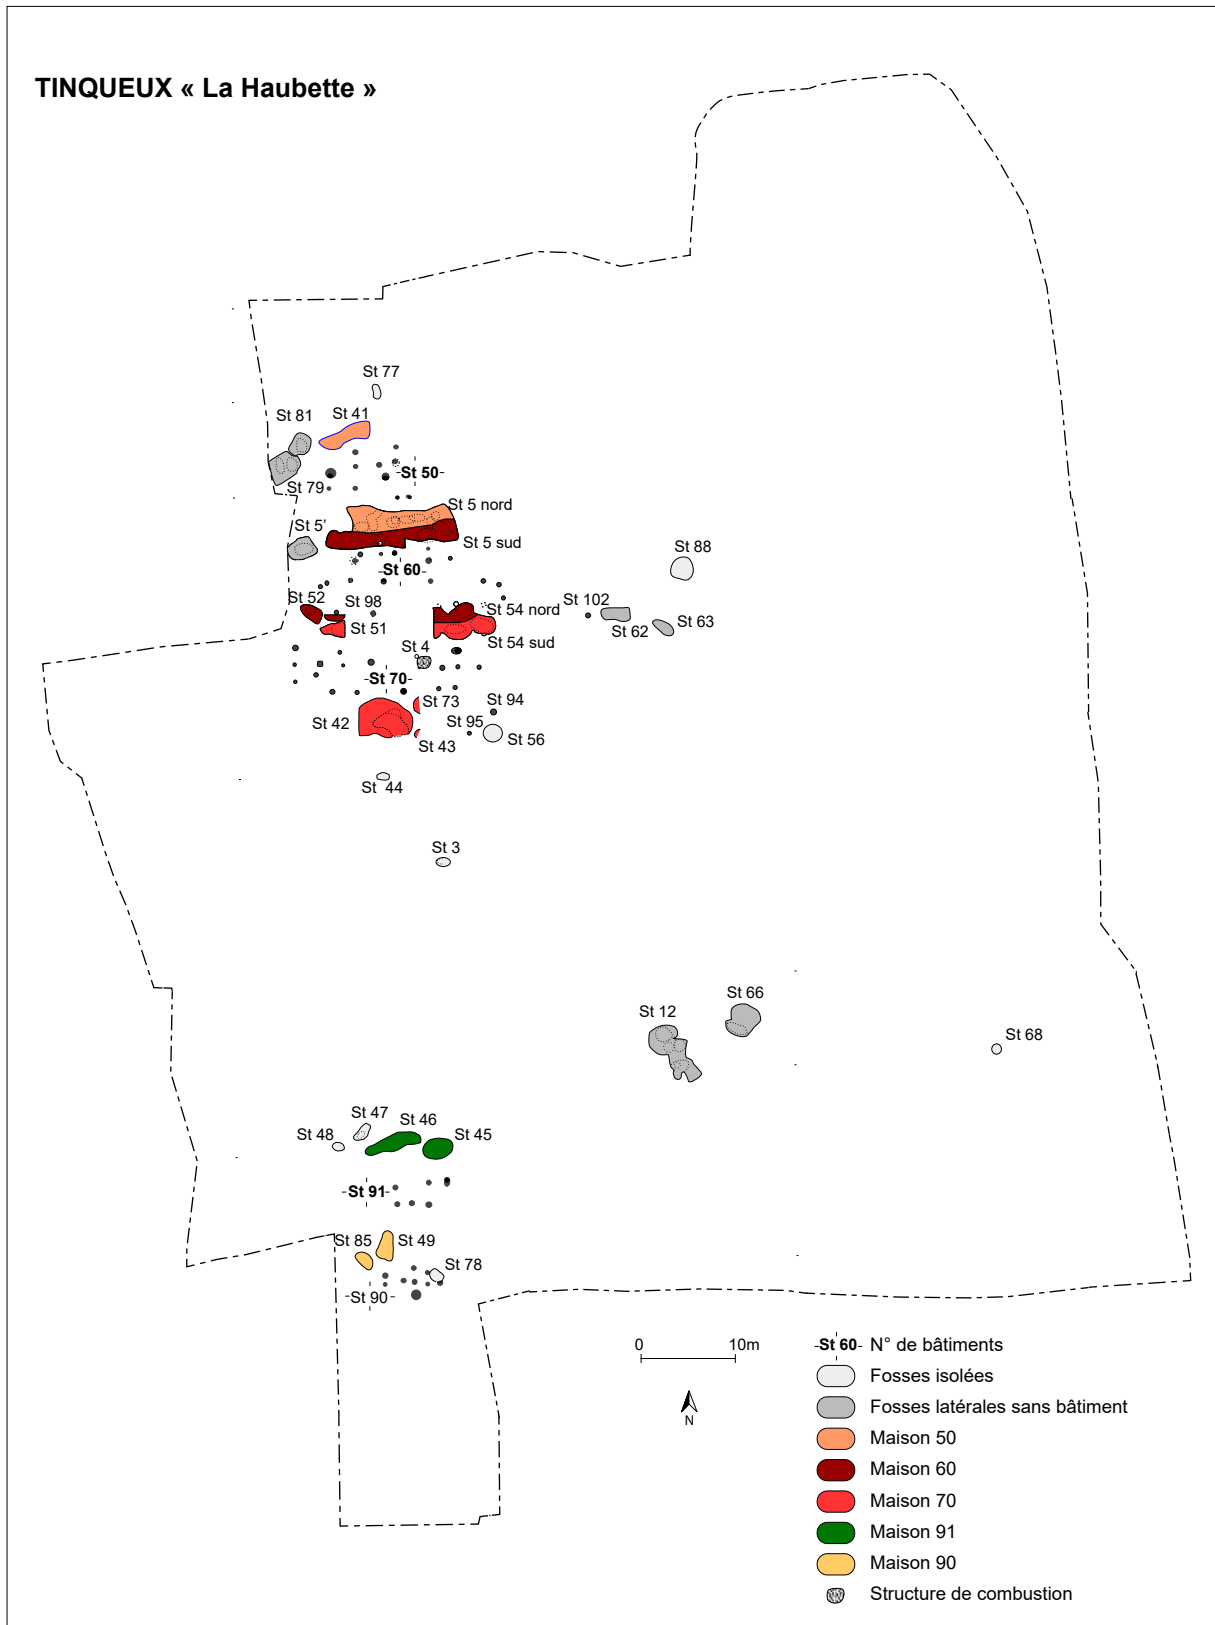 TINQUEUX « La Haubette »
St 77
St 81
St 41
St 50
St 79
St 5 nord
St 5'
St 5 sud
St 88
St 60
St 52
St 98
St 54 nord
St 102
St 51
St 62
St 63
St 54 sud
St 4
St 70
St 73
St 94
St 42
St 95
St 43
St 56
St 44
St 3
St 66
St 12
St 68
St 47
St 46
St 48
St 45
St 91
St 85
St 49
St 78
St 90
0 10m
N
St 60 N° de bâtiments
Fosses isolées
Fosses latérales sans bâtiment
Maison 50
Maison 60
Maison 70
Maison 91
Maison 90
Structure de combustion